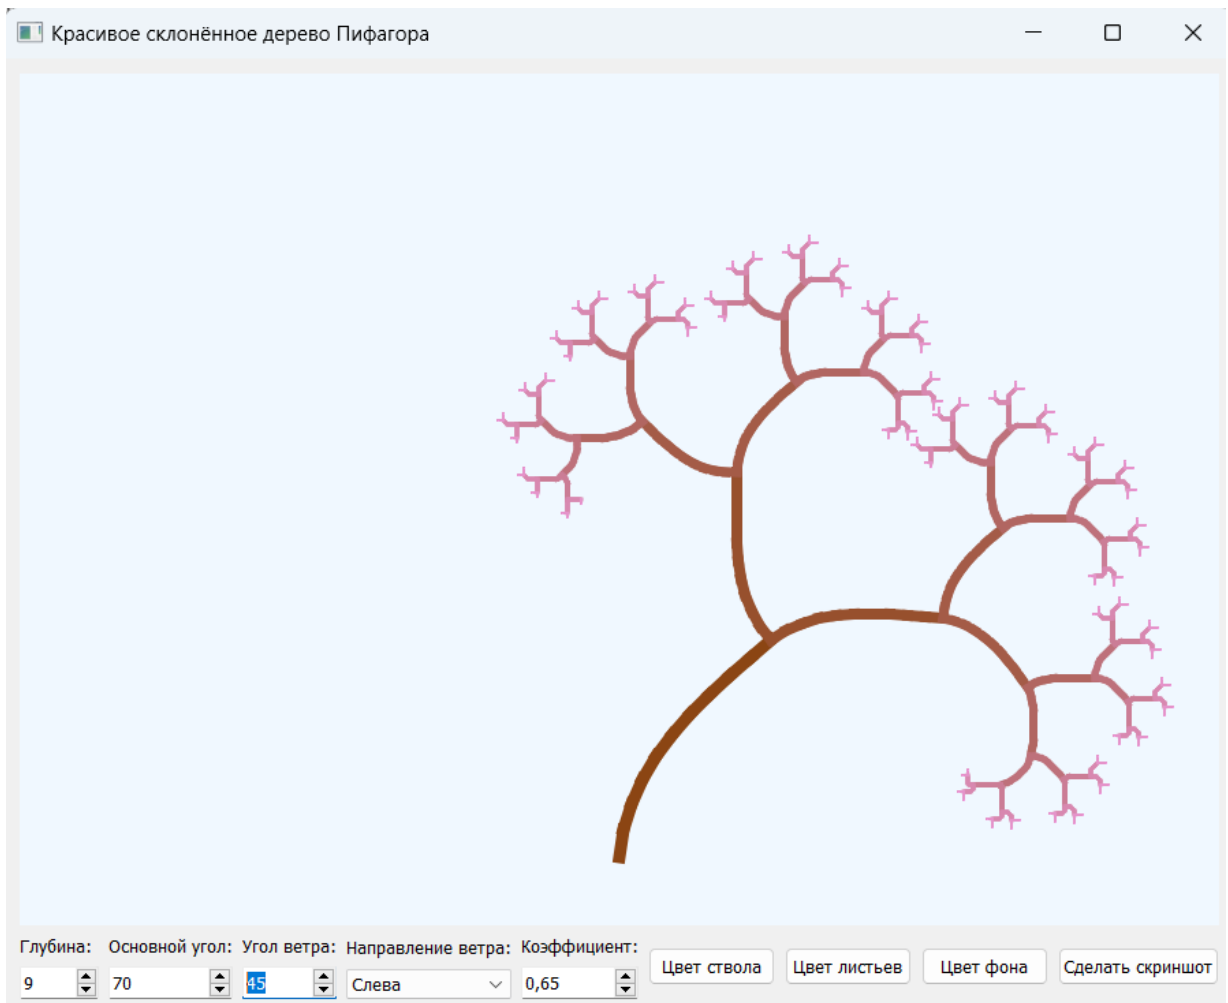 Красивое склонённое дерево Пифагора
Глубина: Основной угол: Угол ветра: Направление ветра: Коэффициент:
9 70 45 Слева 0,65 Цвет ствола Цвет листьев Цвет фона Сделать скриншот